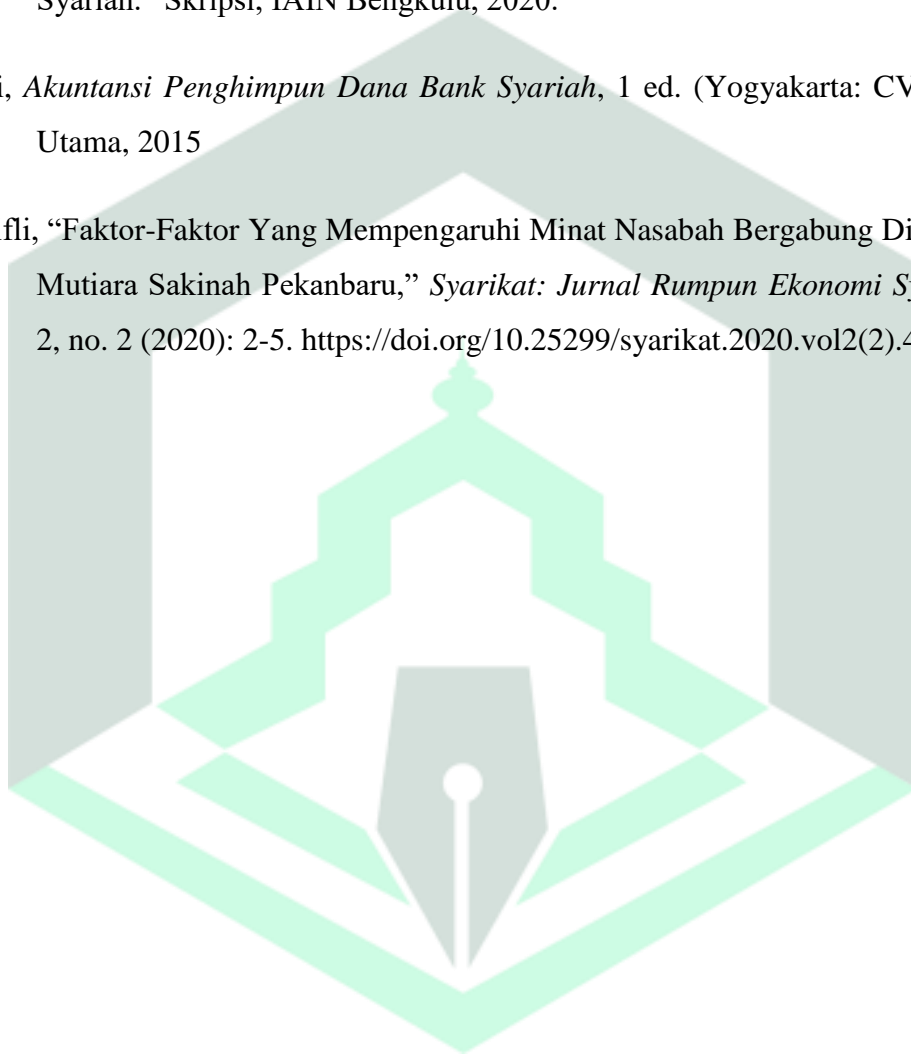 Syariah.” Skripsi, IAIN Bengkulu, 2020.
i, Akuntansi Penghimpun Dana Bank Syariah, 1 ed. (Yogyakarta: CV
Utama, 2015
fli, “Faktor-Faktor Yang Mempengaruhi Minat Nasabah Bergabung Di
Mutiara Sakinah Pekanbaru,” Syarikat: Jurnal Rumpun Ekonomi Sy
2, no. 2 (2020): 2-5. https://doi.org/10.25299/syarikat.2020.vol2(2).4